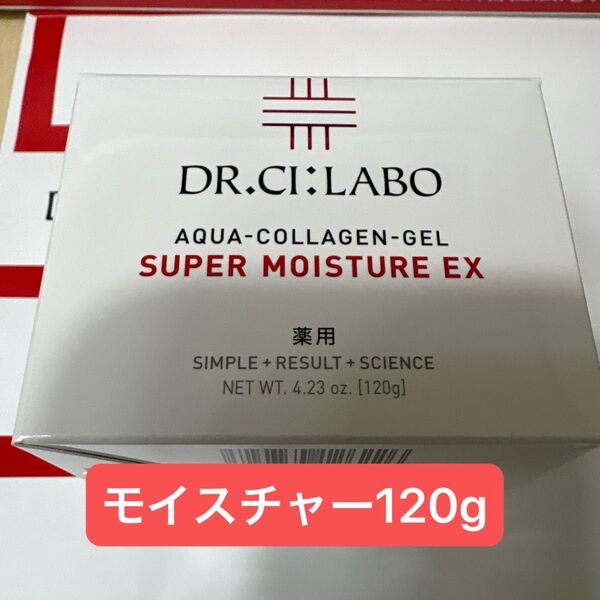 DR.CI:LABO
AQUA-COLLAGEN-GEL
SUPER MOISTURE EX
薬用
SIMPLE + RESULT + SCIENCE
NET WT. 4.23 oz. [120g]
モイスチャー120g